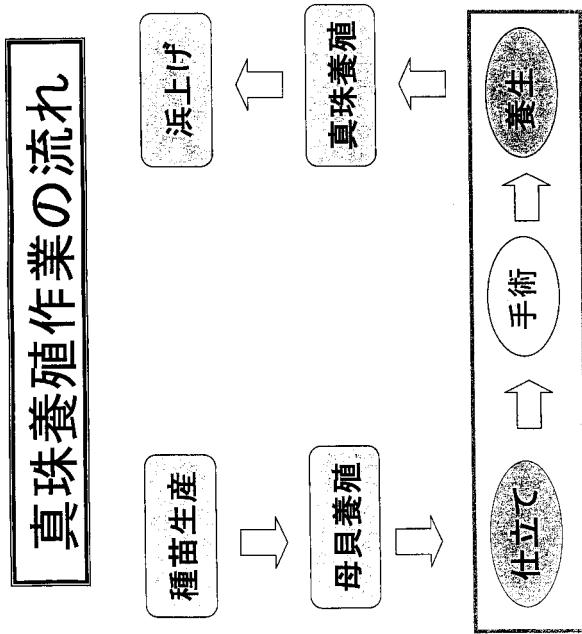 真珠養殖作業の流れ
種苗生産
母貝養殖
仕立て
手術
養生
真珠養殖
浜上げ